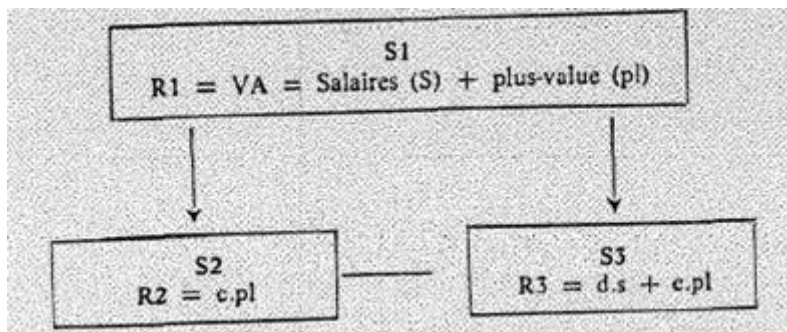 S1
R1 = VA = Salaires (S) + plus-value (pl)
S2
R2 = c.pl
S3
R3 = d.s + e.pl